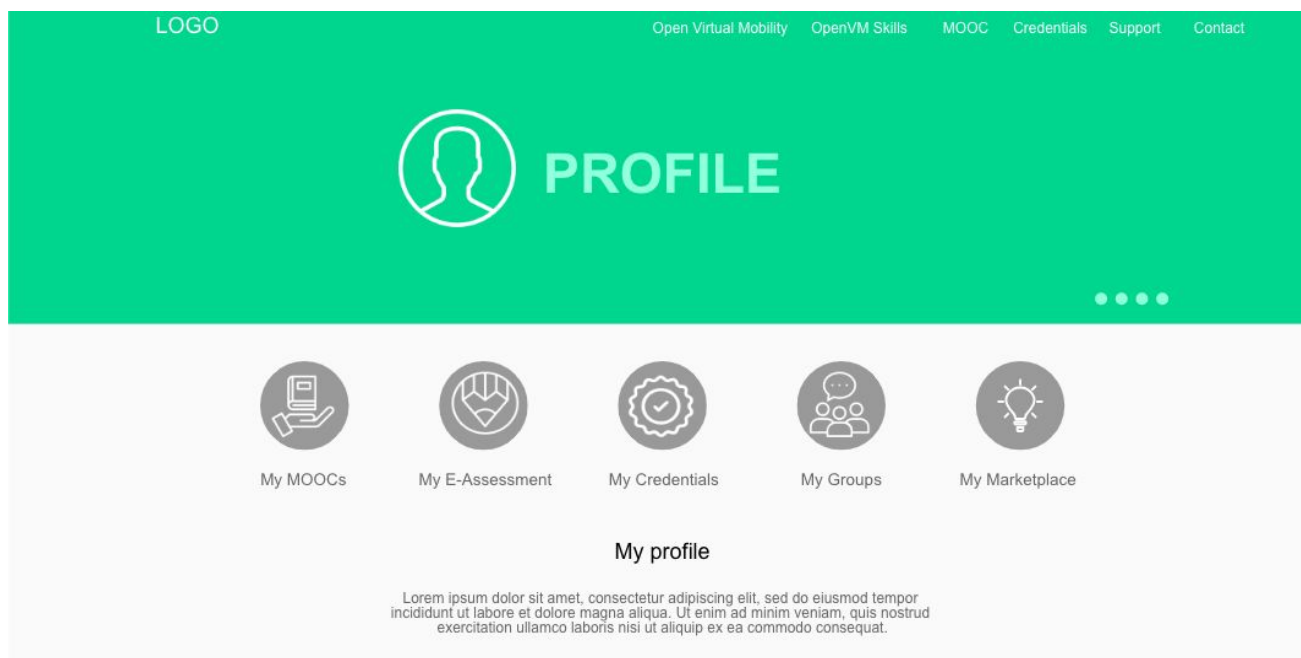 LOGO
Open Virtual Mobility OpenVM Skills MOOC Credentials Support Contact
PROFILE
My MOOCs My E-Assessment My Credentials My Groups My Marketplace
My profile
Lorem ipsum dolor sit amet, consectetur adipiscing elit, sed do eiusmod tempor
incididunt ut labore et dolore magna aliqua. Ut enim ad minim veniam, quis nostrud
exercitation ullamco laboris nisi ut aliquip ex ea commodo consequat.